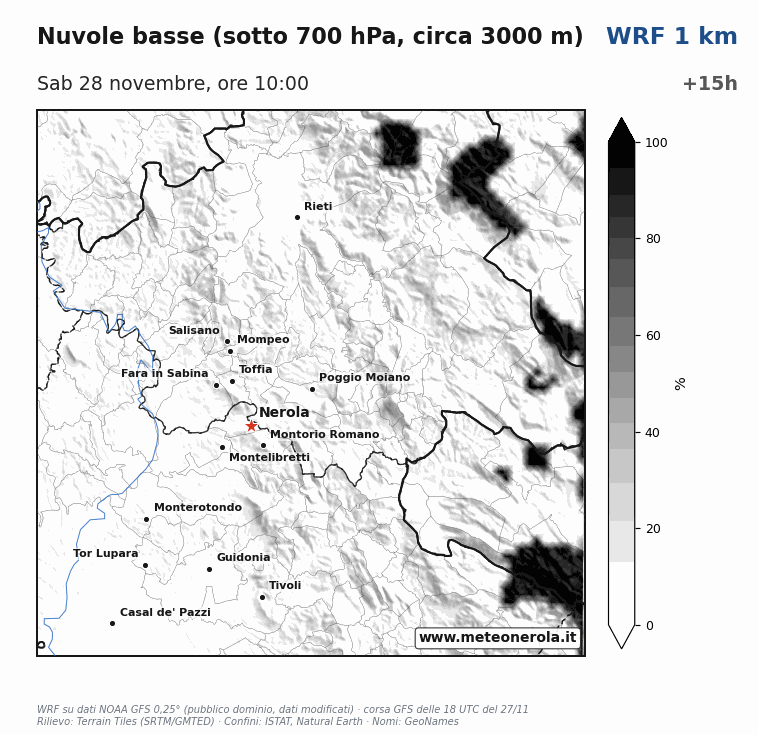 Nuvole basse (sotto 700 hPa, circa 3000 m) WRF 1 km
Sab 28 novembre, ore 10:00 +15h
100
80
60
40
20
0
%
Rieti
Salisano
Mompeo
Toffia
Fara in Sabina
Poggio Moiano
Nerola
Montorio Romano
Montelibretti
Monterotondo
Tor Lupara
Guidonia
Tivoli
Casal de' Pazzi
www.meteonerola.it
WRF su dati NOAA GFS 0,25° (pubblico dominio, dati modificati) · corsa GFS delle 18 UTC del 27/11
Rilievo: Terrain Tiles (SRTM/GMTED) · Confini: ISTAT, Natural Earth · Nomi: GeoNames